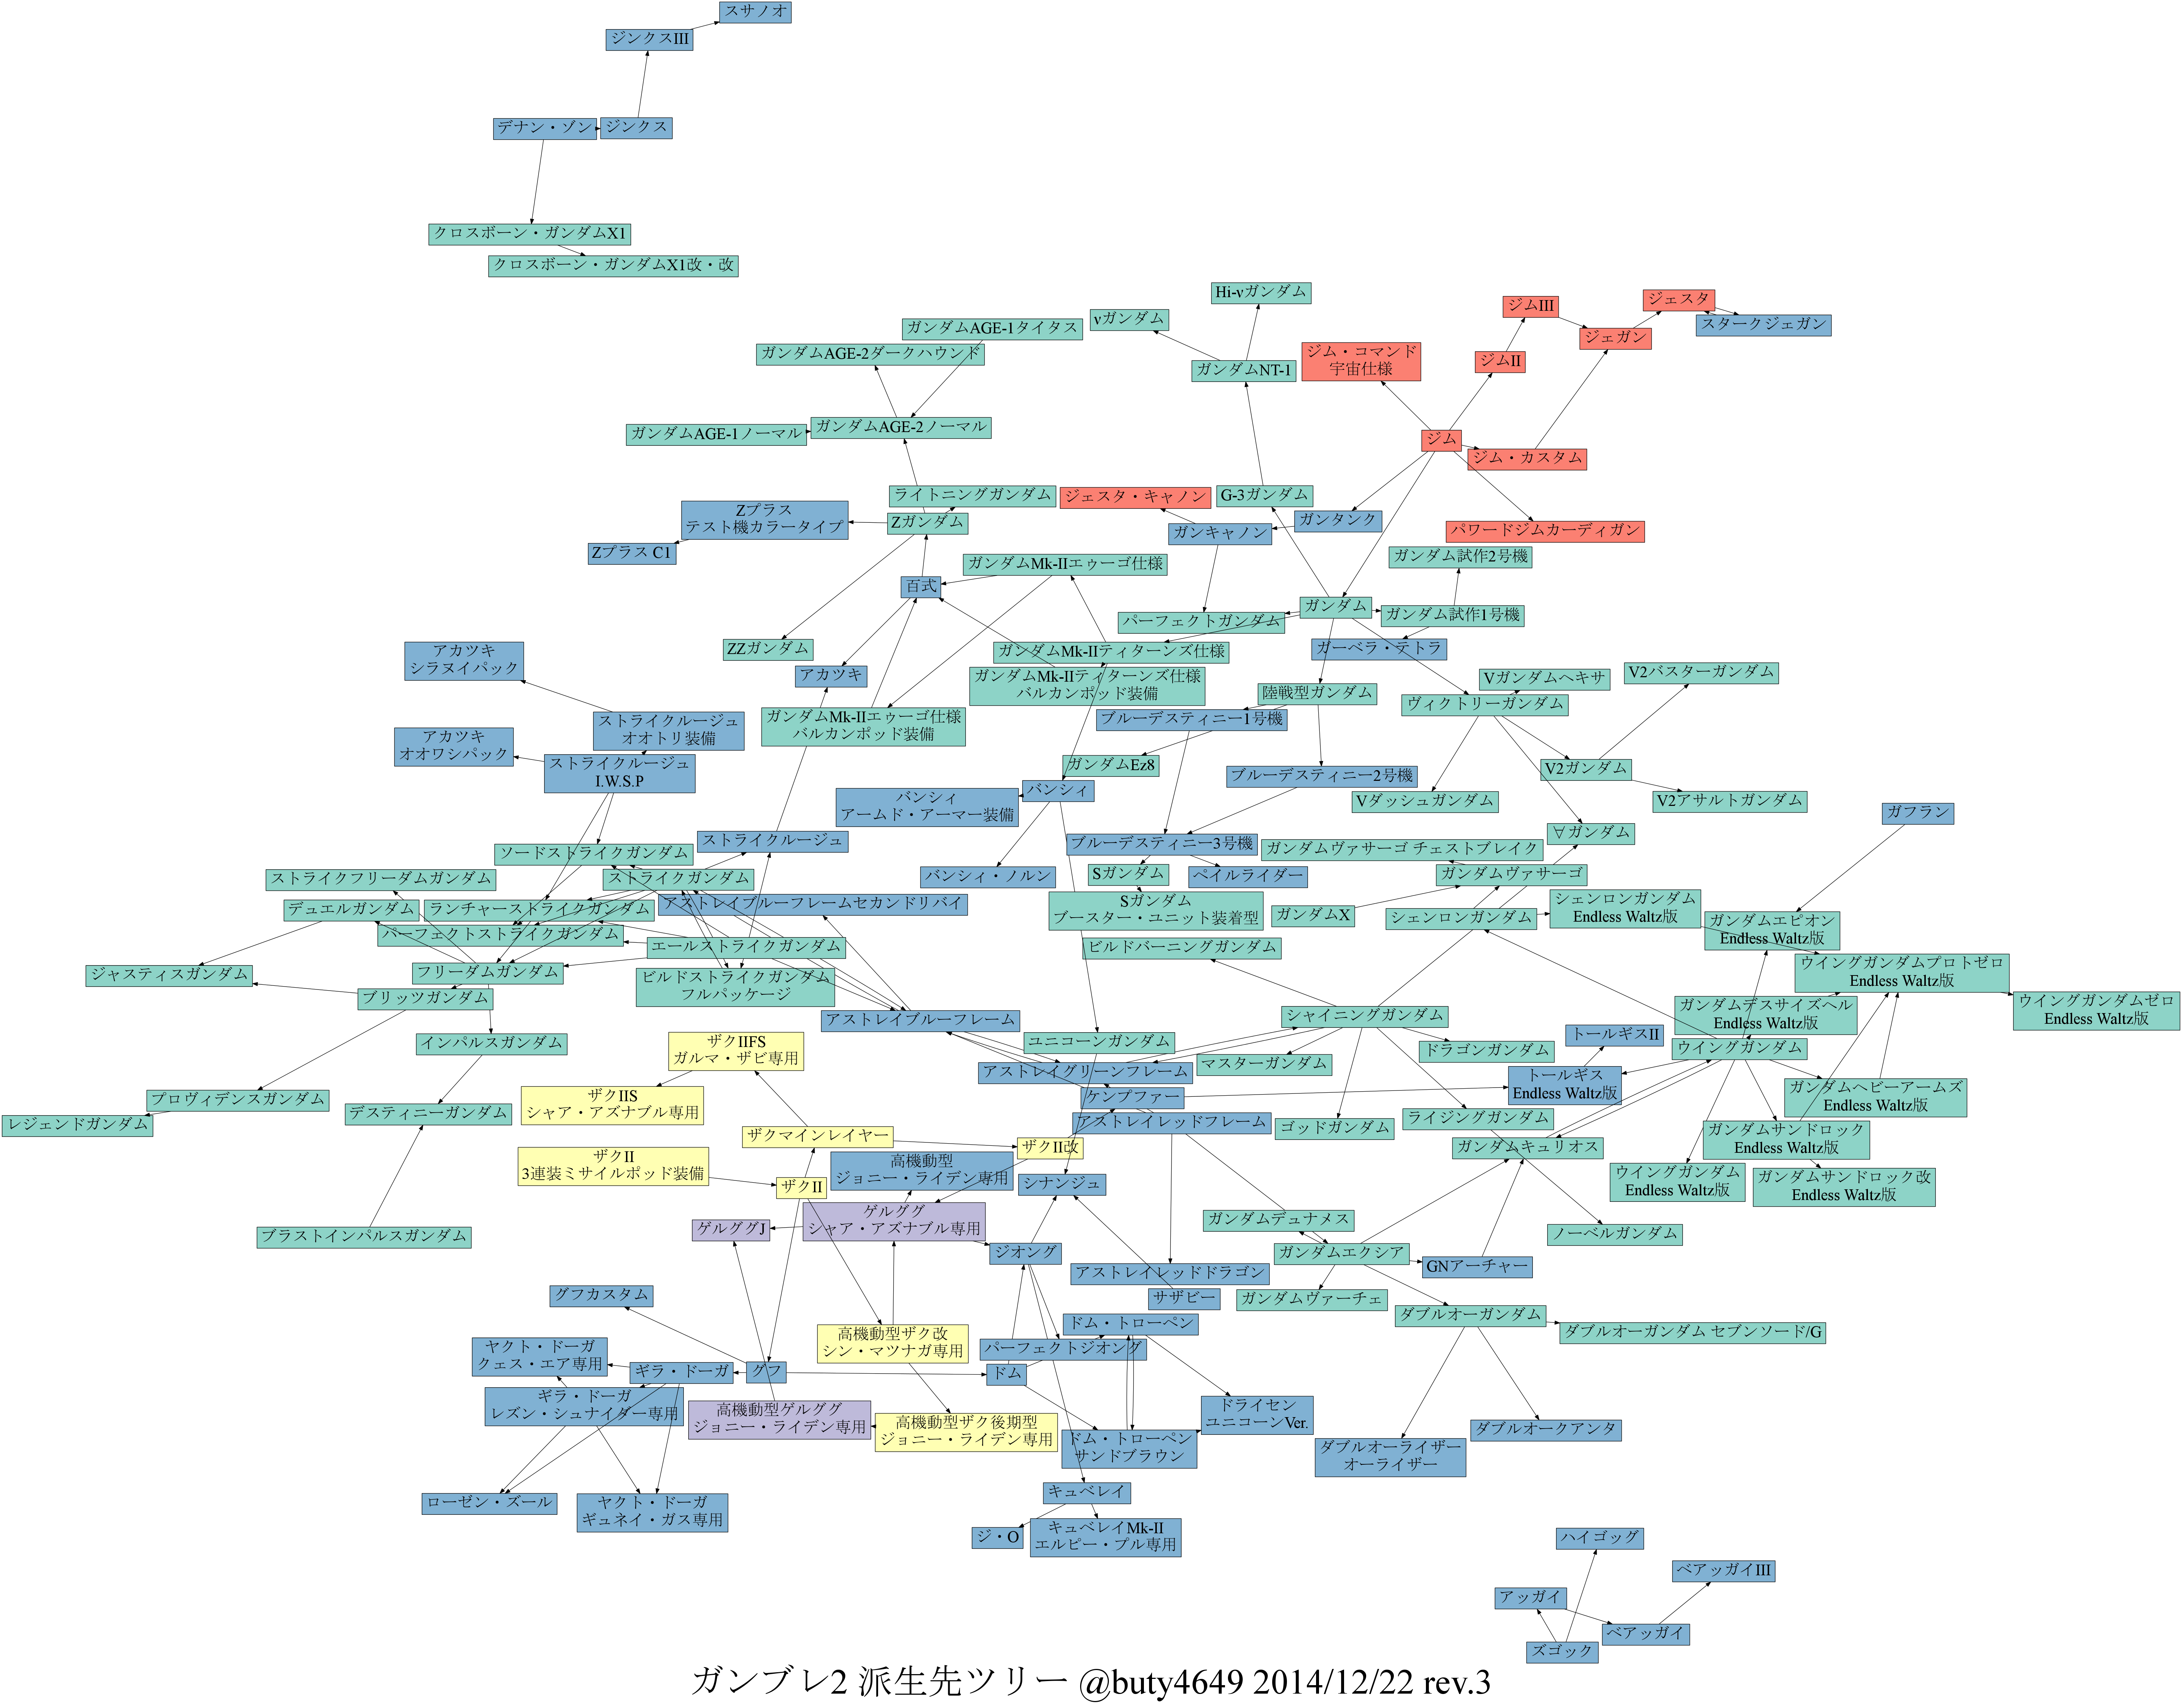 スサノオ
ジンクスIII
デナン・ゾン
ジンクス
クロスボーン・ガンダムX1
クロスボーン・ガンダムX1改・改
Hi-νガンダム
νガンダム
ガンダムAGE-1タイタス
ガンダムAGE-2ダークハウンド
ガンダムNT-1
ジム・コマンド
宇宙仕様
ジムIII
ジェスタ
スタークジェガン
ジェガン
ジムII
ガンダムAGE-1ノーマル
ガンダムAGE-2ノーマル
ジム
ジム・カスタム
ライトニングガンダム
ジェスタ・キャノン
G-3ガンダム
Zプラス
テスト機カラータイプ
Zガンダム
ガンキャノン
ガンタンク
パワードジムカーディガン
Zプラス C1
ガンダムMk-IIエゥーゴ仕様
ガンダム試作2号機
百式
ガンダム
ガンダム試作1号機
パーフェクトガンダム
ZZガンダム
ガンダムMk-IIティターンズ仕様
ガーベラ・テトラ
アカツキ
シラヌイパック
アカツキ
ガンダムMk-IIティターンズ仕様
バルカンポッド装備
Vガンダムヘキサ
V2バスターガンダム
陸戦型ガンダム
ヴィクトリーガンダム
ストライクルージュ
オオトリ装備
ガンダムMk-IIエゥーゴ仕様
バルカンポッド装備
ブルーデスティニー1号機
アカツキ
オオワシパック
ストライクルージュ
I.W.S.P
ガンダムEz8
ブルーデスティニー2号機
V2ガンダム
バンシィ
アームド・アーマー装備
バンシィ
Vダッシュガンダム
V2アサルトガンダム
ガフラン
ストライクルージュ
ブルーデスティニー3号機
∀ガンダム
ソードストライクガンダム
ガンダムヴァサーゴ チェストブレイク
ストライクフリーダムガンダム
ストライクガンダム
バンシィ・ノルン
Sガンダム
ペイルライダー
ガンダムヴァサーゴ
デュエルガンダム
ランチャーストライクガンダム
アストレイブルーフレームセカンドリバイ
Sガンダム
ブースター・ユニット装着型
ガンダムX
シェンロンガンダム
シェンロンガンダム
Endless Waltz版
ガンダムエピオン
Endless Waltz版
パーフェクトストライクガンダム
エールストライクガンダム
ビルドバーニングガンダム
ジャスティスガンダム
フリーダムガンダム
ビルドストライクガンダム
フルパッケージ
ウイングガンダムプロトゼロ
Endless Waltz版
ブリッツガンダム
ガンダムデスサイズヘル
Endless Waltz版
ウイングガンダムゼロ
Endless Waltz版
アストレイブルーフレーム
シャイニングガンダム
インパルスガンダム
ザクIIFS
ガルマ・ザビ専用
ユニコーンガンダム
トールギスII
ウイングガンダム
マスターガンダム
ドラゴンガンダム
アストレイグリーンフレーム
トールギス
Endless Waltz版
ガンダムヘビーアームズ
Endless Waltz版
プロヴィデンスガンダム
レジェンドガンダム
デスティニーガンダム
ザクIIS
シャア・アズナブル専用
ケンプファー
アストレイレッドフレーム
ゴッドガンダム
ライジングガンダム
ガンダムサンドロック
Endless Waltz版
ザクマインレイヤー
ザクII改
ガンダムキュリオス
ザクII
3連装ミサイルポッド装備
高機動型
ジョニー・ライデン専用
ウイングガンダム
Endless Waltz版
ガンダムサンドロック改
Endless Waltz版
ザクII
シナンジュ
ゲルググJ
ゲルググ
シャア・アズナブル専用
ガンダムデュナメス
ノーベルガンダム
ブラストインパルスガンダム
ジオング
ガンダムエクシア
GNアーチャー
アストレイレッドドラゴン
グフカスタム
サザビー
ガンダムヴァーチェ
ダブルオーガンダム
ダブルオーガンダム セブンソード/G
ドム・トローペン
高機動型ザク改
シン・マツナガ専用
パーフェクトジオング
ヤクト・ドーガ
クェス・エア専用
ギラ・ドーガ
グフ
ドム
ギラ・ドーガ
レズン・シュナイダー専用
高機動型ゲルググ
ジョニー・ライデン専用
高機動型ザク後期型
ジョニー・ライデン専用
ドライセン
ユニコーンVer.
ドム・トローペン
サンドブラウン
ダブルオークアンタ
ダブルオーライザー
オーライザー
ローゼン・ズール
ヤクト・ドーガ
ギュネイ・ガス専用
キュベレイ
ジ・O
キュベレイMk-II
エルピー・プル専用
ハイゴッグ
ベアッガイIII
アッガイ
ベアッガイ
ズゴック
ガンブレ2 派生先ツリー @buty4649 2014/12/22 rev.3